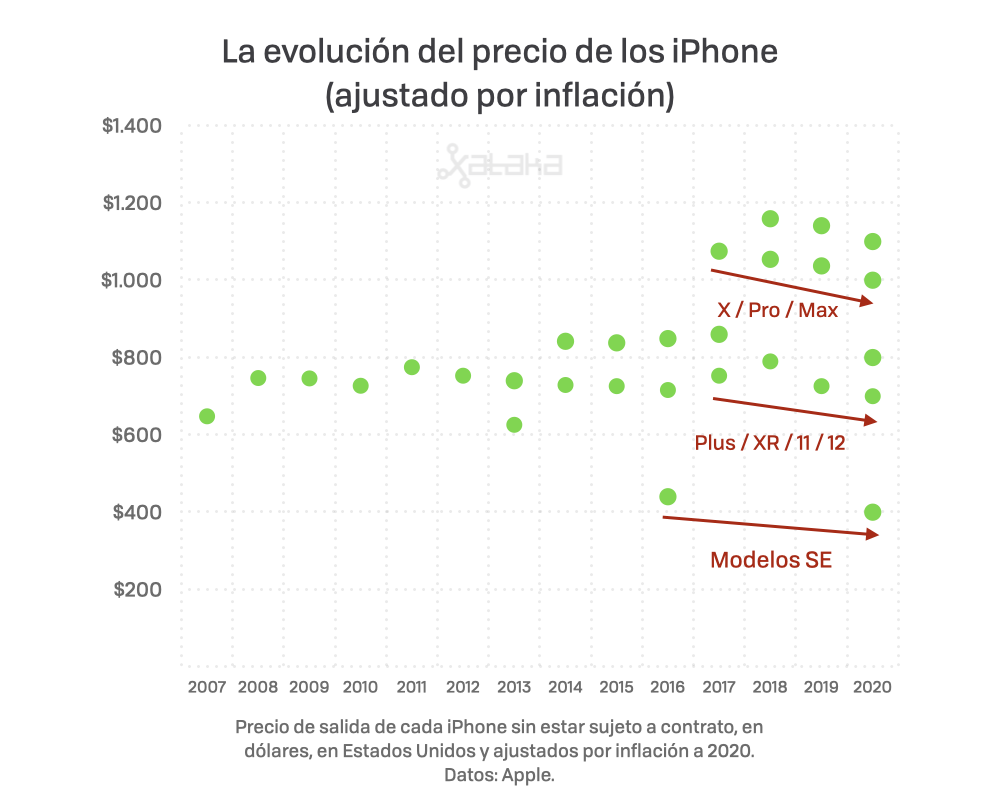 La evolución del precio de los iPhone
(ajustado por inflación)
$1.400
xataka
$1.200
$1.000
X / Pro / Max
$800
Plus / XR / 11 / 12
$600
$400
Modelos SE
$200
2007 2008 2009 2010 2011 2012 2013 2014 2015 2016 2017 2018 2019 2020
Precio de salida de cada iPhone sin estar sujeto a contrato, en
dólares, en Estados Unidos y ajustados por inflación a 2020.
Datos: Apple.